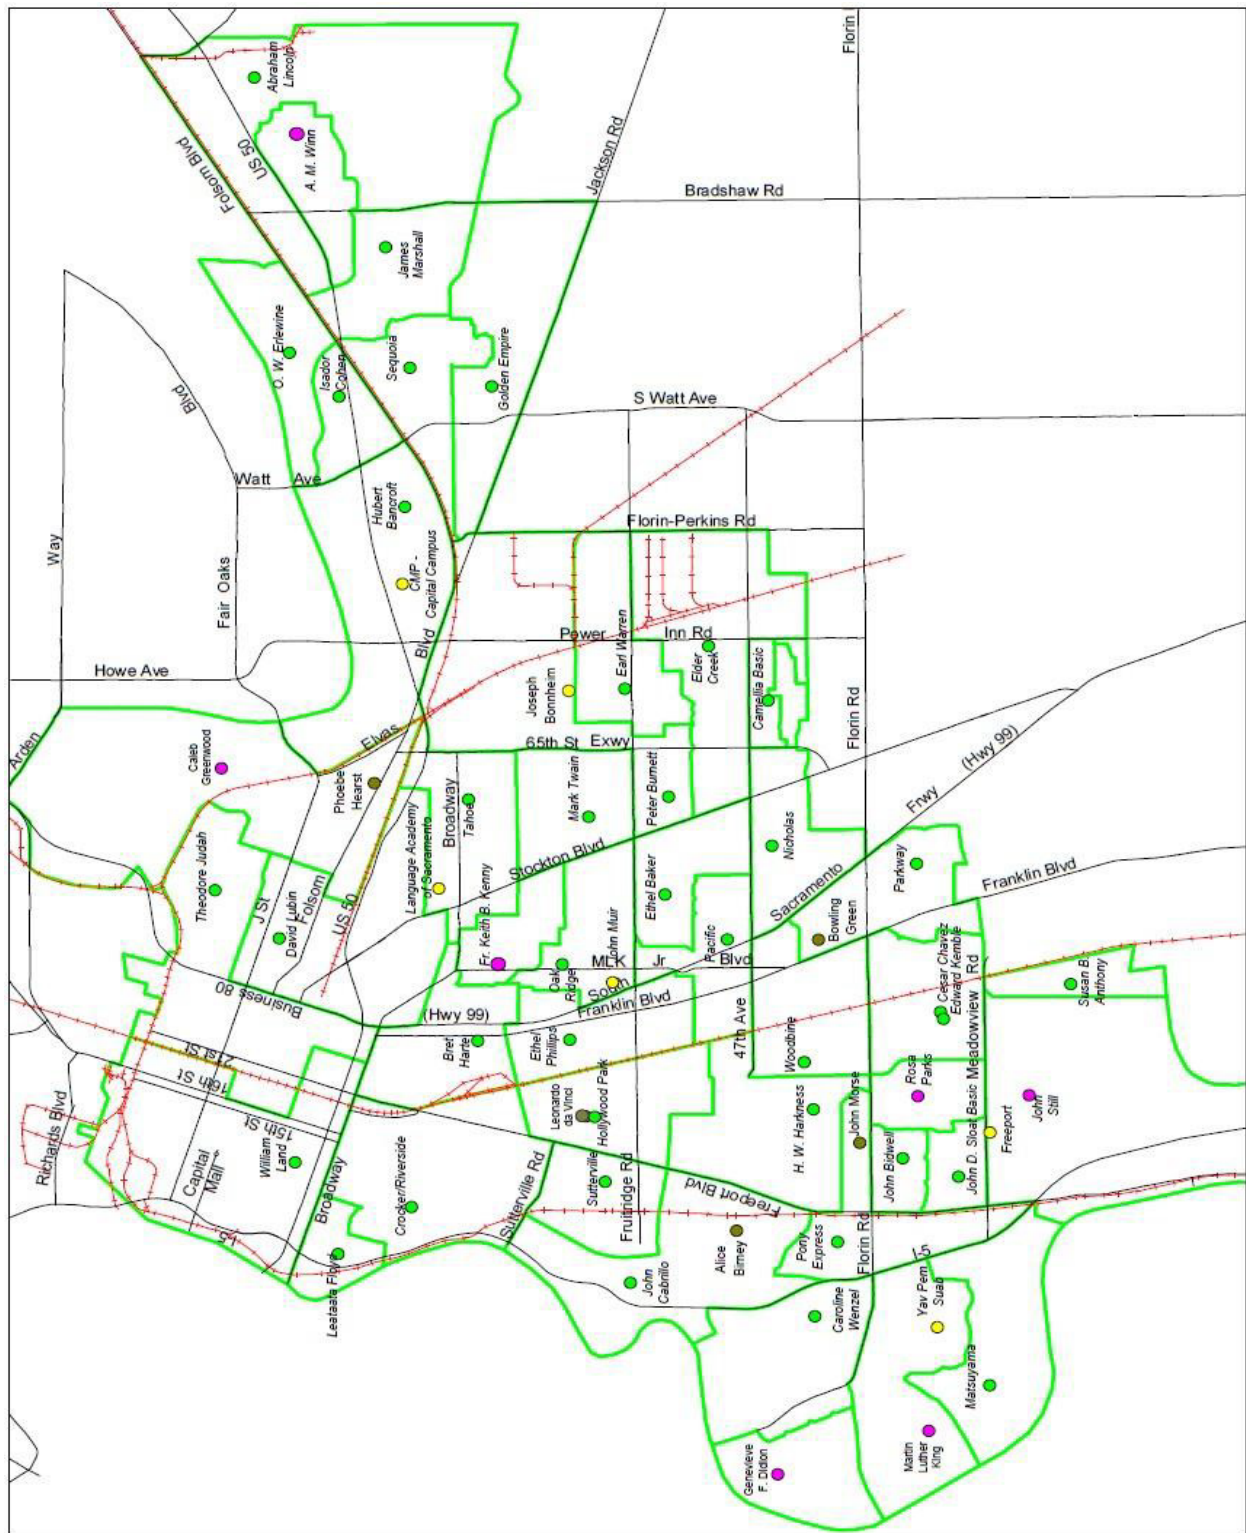 Florin
Abraham
Lincoln
Folsom Blvd
US 50
A. M. Winn
Jackson Rd
Bradshaw Rd
James
Marshall
O. W. Erlewine
Isador
Cohen
Sequoia
Golden Empire
Blvd
S Watt Ave
Watt Ave
Hubert
Bancroft
Florin-Perkins Rd
Way
Fair Oaks
CMP -
Capital Campus
Blvd
Power Inn Rd
Earl Warren
Howe Ave
Joseph
Bonnheim
Elder
Creek
Camellia Basic
Florin Rd
Arden
Caleb
Greenwood
Elvas
65th St Expwy
(Hwy 99)
Phoebe
Hearst
Language Academy
of Sacramento
Broadway
Tahoe
Mark Twain
Peter Burnett
Frwy
Theodore Judah
J St
Folsom
David Lubin
US 50
Fr. Keith B. Kenny
Stockton Blvd
Ethel Baker
Nicholas
Sacramento
Parkway
Franklin Blvd
Bowling
Green
Pacific
John Muir
Oak
Ridge
MLK Jr Blvd
South
Franklin Blvd
(Hwy 99)
Business 80
Cesar Chavez
Edward Kemble
Susan B.
Anthony
47th Ave
Woodbine
Bret
Harte
Ethel
Phillips
21st St
16th St
15th St
Richards Blvd
Leonardo
da Vinci
Hollywood Park
H. W. Harkness
John Morse
Rosa
Parks
John
Still
Meadowview Rd
Freeport
John D. Sloat Basic
John Bidwell
Capital
Mall
William
Land
Broadway
Crocker/Riverside
Sutterville Rd
Sutterville
Fruitridge Rd
Freeport Blvd
I-5
Leataata Floyd
John
Cabrillo
Alice
Birney
Pony
Express
Florin Rd
I-5
Caroline
Wenzel
Yav Pem
Suab
Matsuyama
Martin
Luther
King
Genevieve
F. Didion